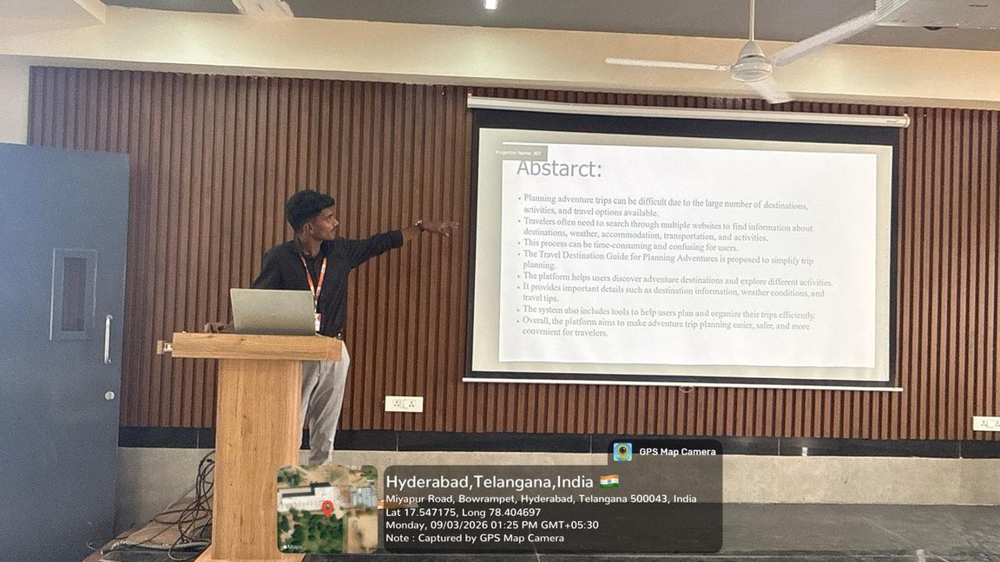 Projector Name: 307
Abstarct:
• Planning adventure trips can be difficult due to the large number of destinations,
activities, and travel options available.
• Travelers often need to search through multiple websites to find information about
destinations, weather, accommodation, transportation, and activities.
• This process can be time-consuming and confusing for users.
• The Travel Destination Guide for Planning Adventures is proposed to simplify trip
planning.
• The platform helps users discover adventure destinations and explore different activities.
• It provides important details such as destination information, weather conditions, and
travel tips.
• The system also includes tools to help users plan and organize their trips efficiently.
• Overall, the platform aims to make adventure trip planning easier, safer, and more
convenient for travelers.
GPS Map Camera
Hyderabad,Telangana,India
Miyapur Road, Bowrampet, Hyderabad, Telangana 500043, India
Lat 17.547175, Long 78.404697
Monday, 09/03/2026 01:25 PM GMT+05:30
Note : Captured by GPS Map Camera
Maps